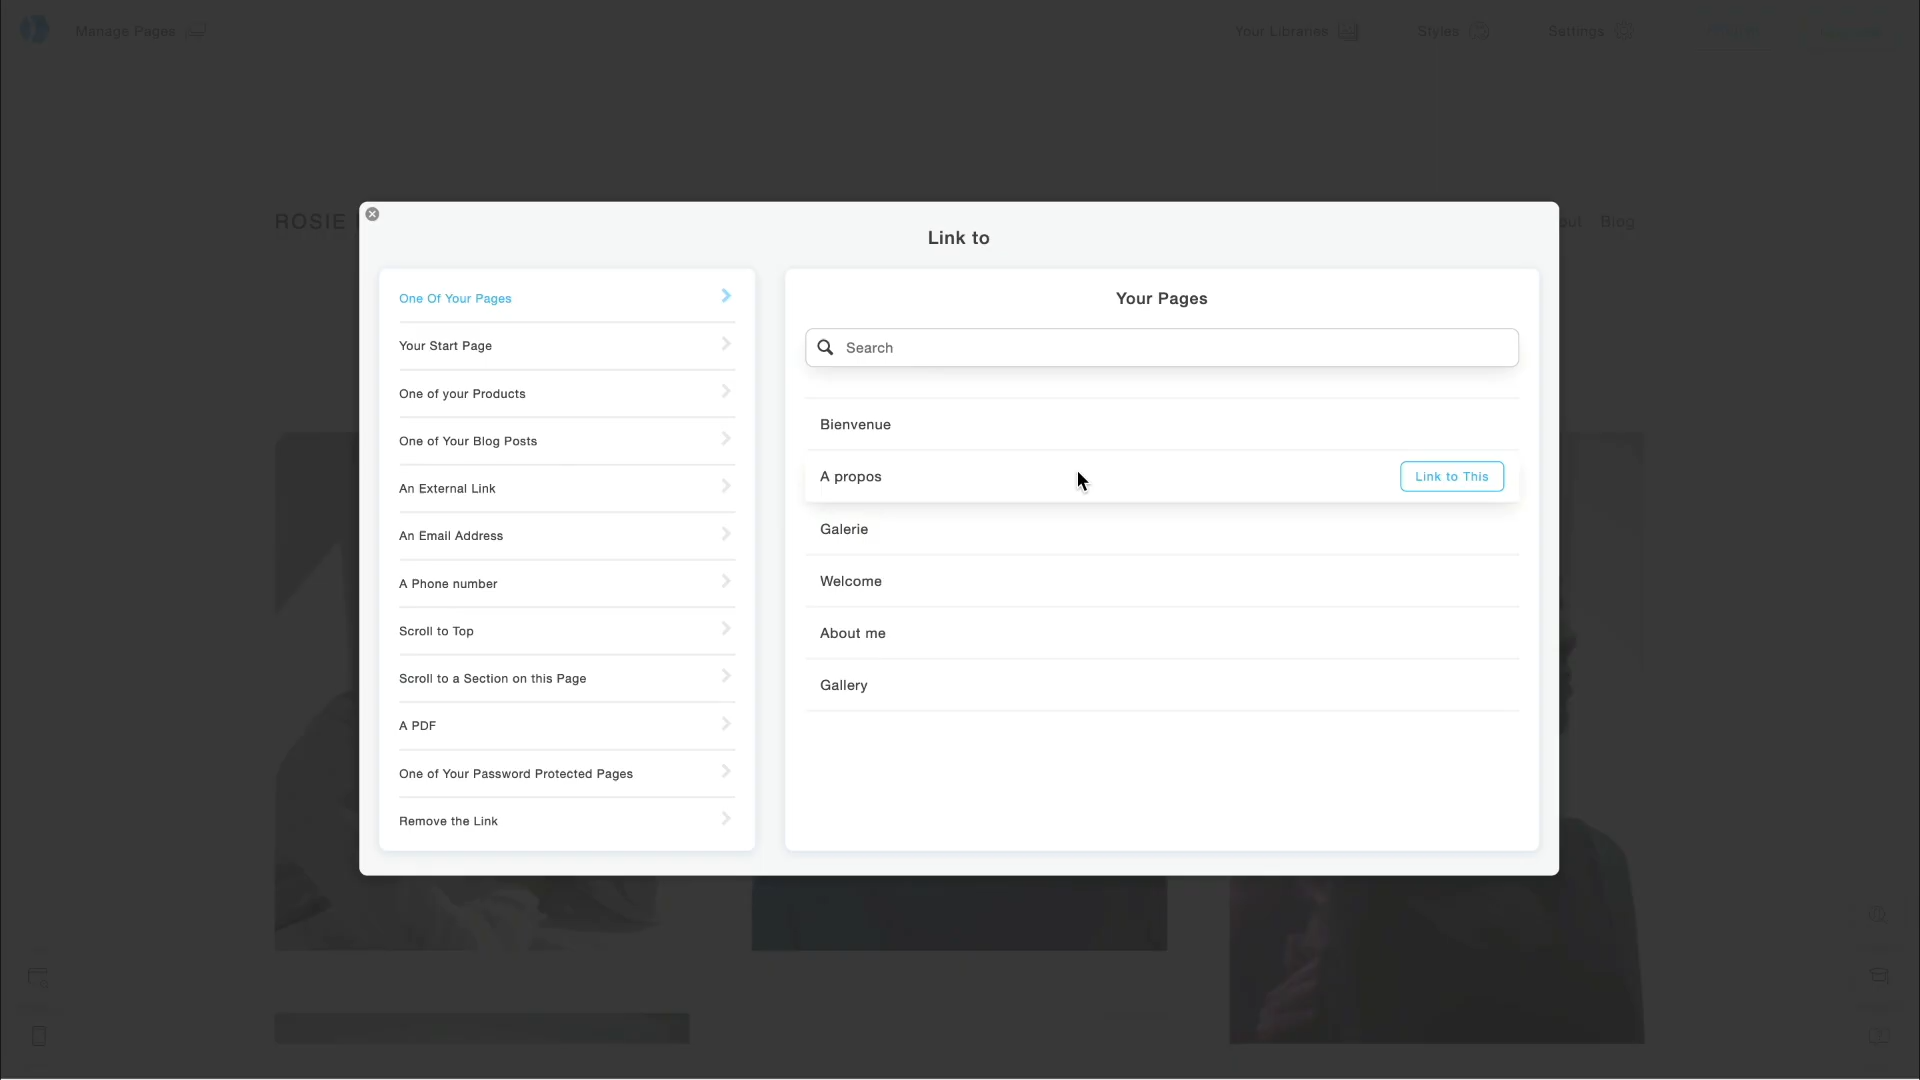 Manage Pages
Your Libraries
Styles
Settings
ROSIE
out
Blog
Link to
One Of Your Pages
Your Start Page
One of your Products
One of Your Blog Posts
An External Link
An Email Address
A Phone number
Scroll to Top
Scroll to a Section on this Page
A PDF
One of Your Password Protected Pages
Remove the Link
Your Pages
Search
Bienvenue
A propos
Link to This
Galerie
Welcome
About me
Gallery